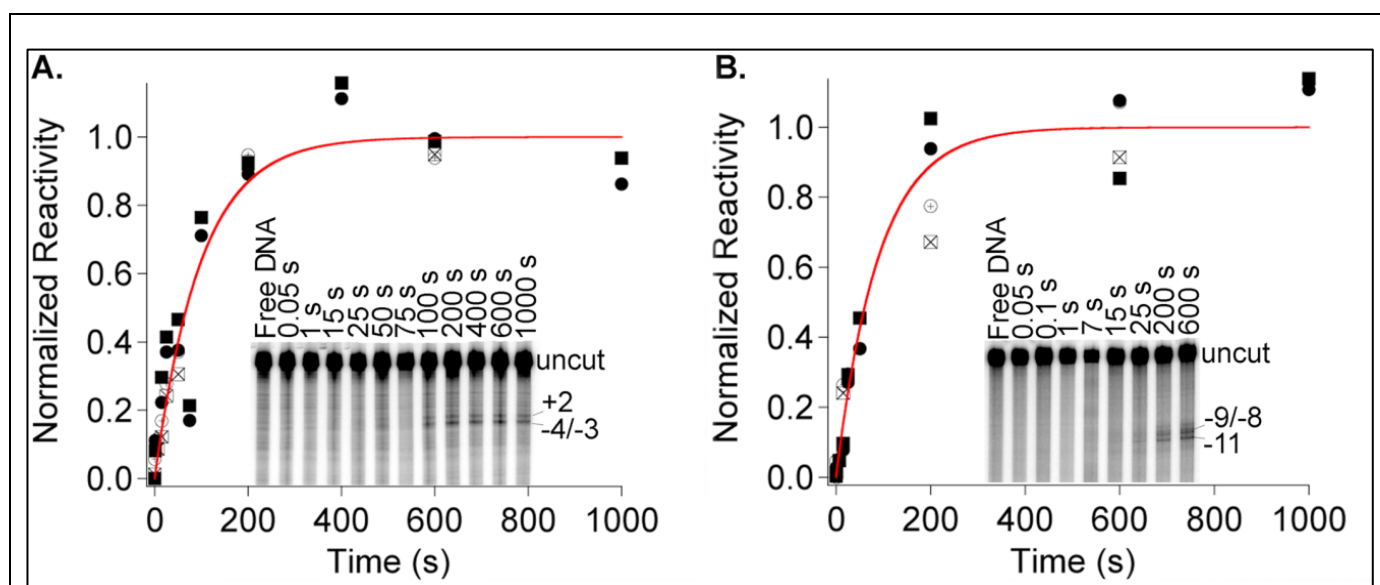 A.
Normalized Reactivity
1.0
0.8
0.6
0.4
0.2
0.0
Free DNA
0.05 s
1 s
15 s
25 s
50 s
75 s
100 s
200 s
400 s
600 s
1000 s
uncut
+2
-4/-3
0 200 400 600 800 1000
Time (s)
B.
Normalized Reactivity
1.0
0.8
0.6
0.4
0.2
0.0
Free DNA
0.05 s
0.1 s
1 s
7 s
15 s
25 s
200 s
600 s
uncut
-9/-8
-11
0 200 400 600 800 1000
Time (s)